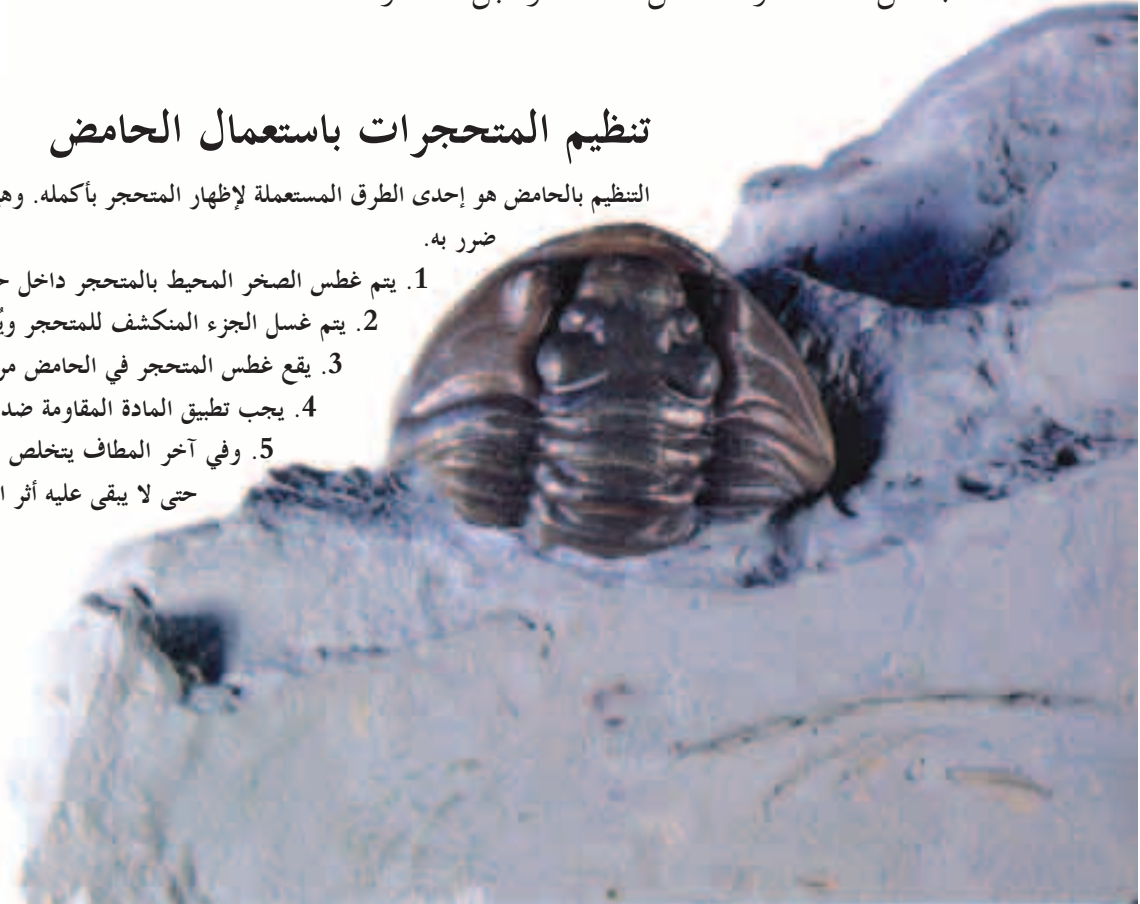 تنظيم المتحجرات باستعمال الحامض
التنظيم بالحامض هو إحدى الطرق المستعملة لإظهار المتحجر بأكمله.
ضرر به.
1. يتم غطس الصخر المحيط بالمتحجر داخل
2. يتم غسل الجزء المنكشف للمتحجر
3. يقع غطس المتحجر في الحامض
4. يجب تطبيق المادة المقاومة ضد
5. وفي آخر المطاف يتخلص
حتى لا يبقى عليه أثر